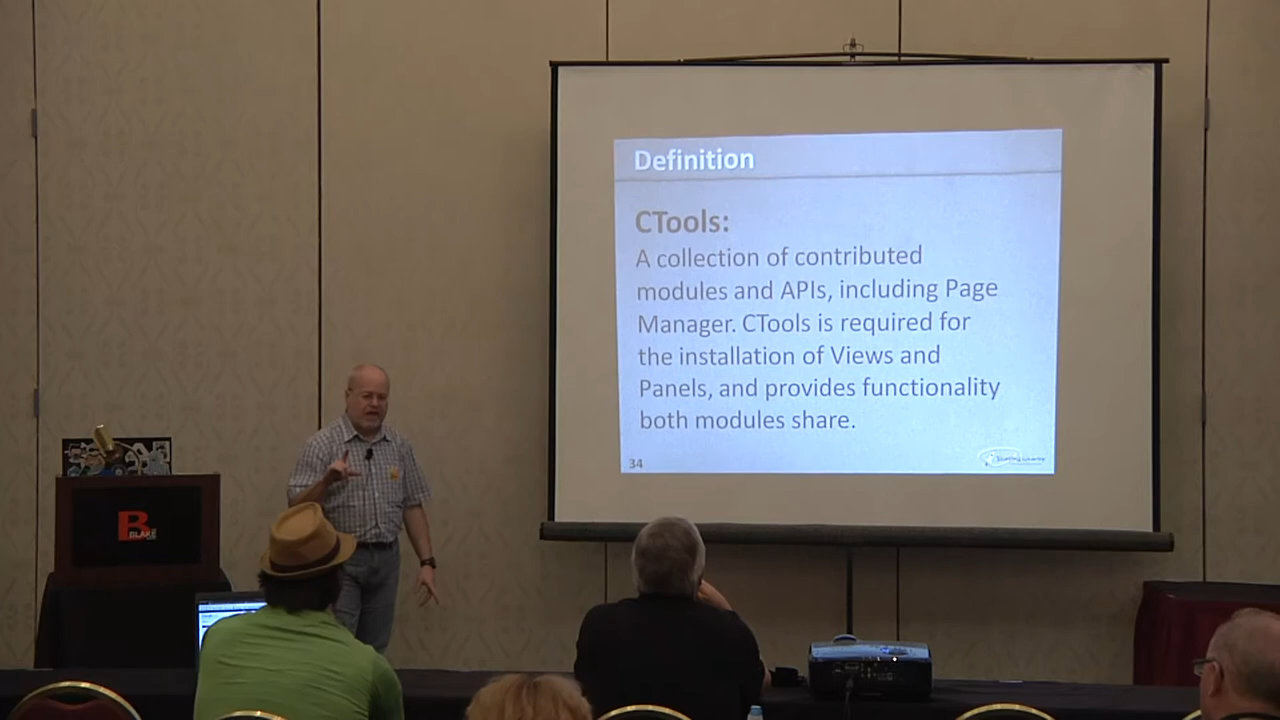 Definition
CTools:
A collection of contributed
modules and APIs, including Page
Manager. CTools is required for
the installation of Views and
Panels, and provides functionality
both modules share.
34
B
BLAKE